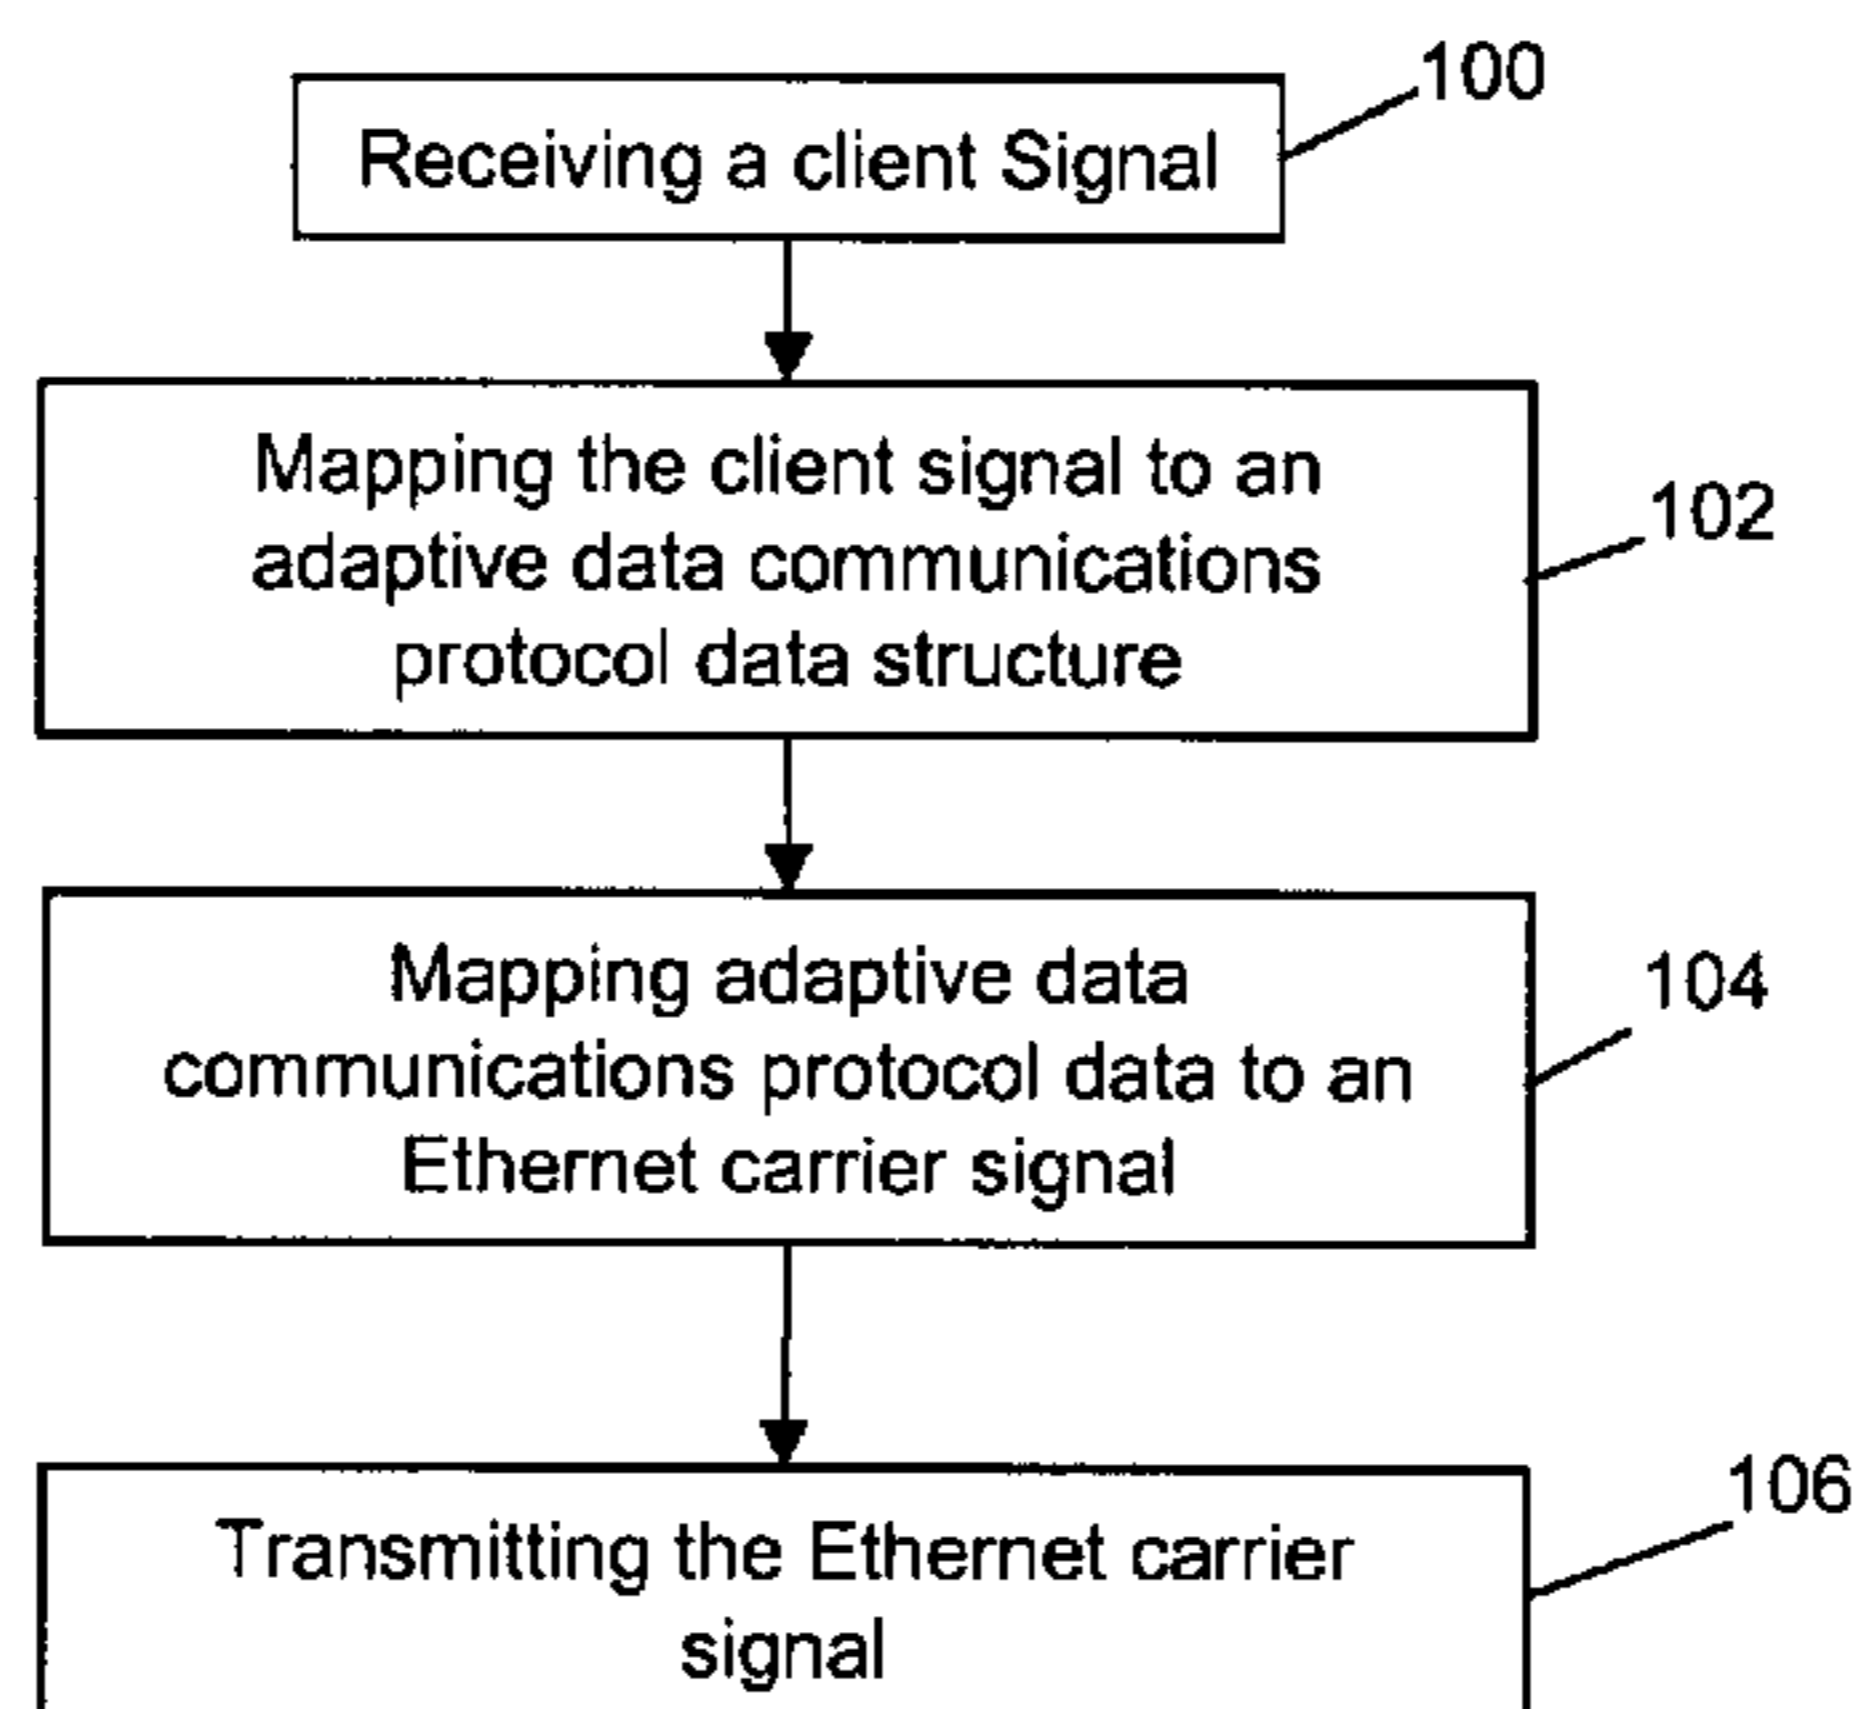 100
Receiving a client Signal
Mapping the client signal to an
adaptive data communications
protocol data structure
102
Mapping adaptive data
communications protocol data to an
Ethernet carrier signal
104
Transmitting the Ethernet carrier
signal
106